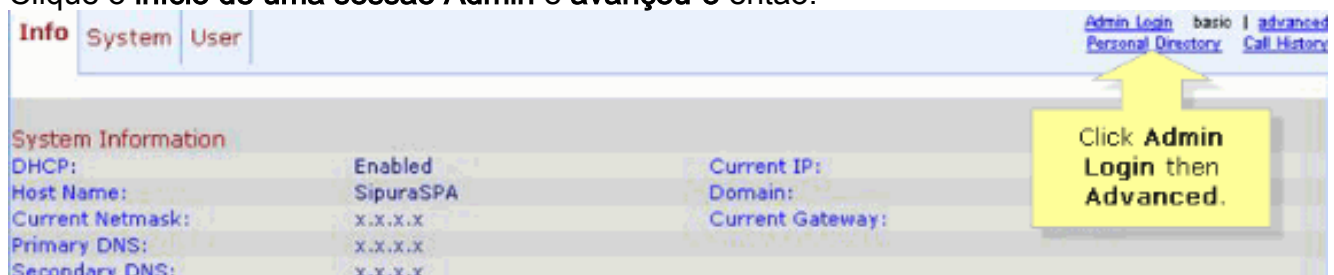 Clique o início de uma sessão Admin e avançou-o então.
Info System User
Admin Login basic | advanced
Personal Directory Call History
System Information
DHCP: Enabled Current IP:
Host Name: SipuraSPA Domain:
Current Netmask: x.x.x.x Current Gateway:
Primary DNS: x.x.x.x
Secondary DNS: x.x.x.x
Click Admin
Login then
Advanced.